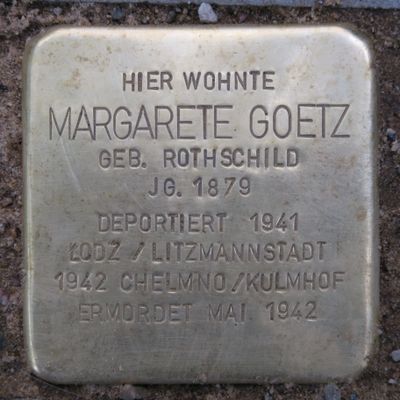 HIER WOHNTE
MARGARETE GOETZ
GEB. ROTHSCHILD
JG. 1879
DEPORTIERT 1941
ŁODZ / LITZMANNSTADT
1942 CHELMNO/KULMHOF
ERMORDET MAI 1942